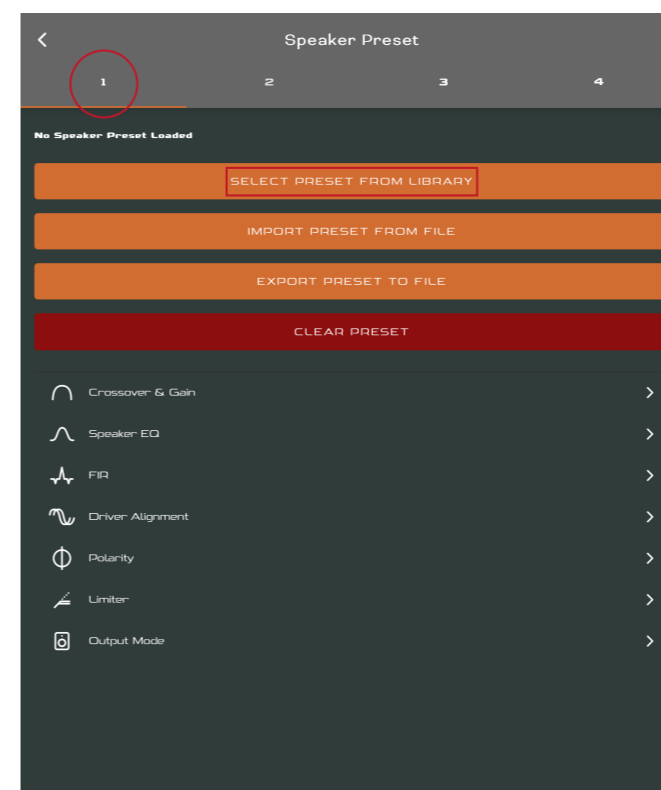 Speaker Preset
1 2 3 4
No Speaker Preset Loaded
SELECT PRESET FROM LIBRARY
IMPORT PRESET FROM FILE
EXPORT PRESET TO FILE
CLEAR PRESET
Crossover & Gain
Speaker EQ
FIR
Driver Alignment
Polarity
Limiter
Output Mode